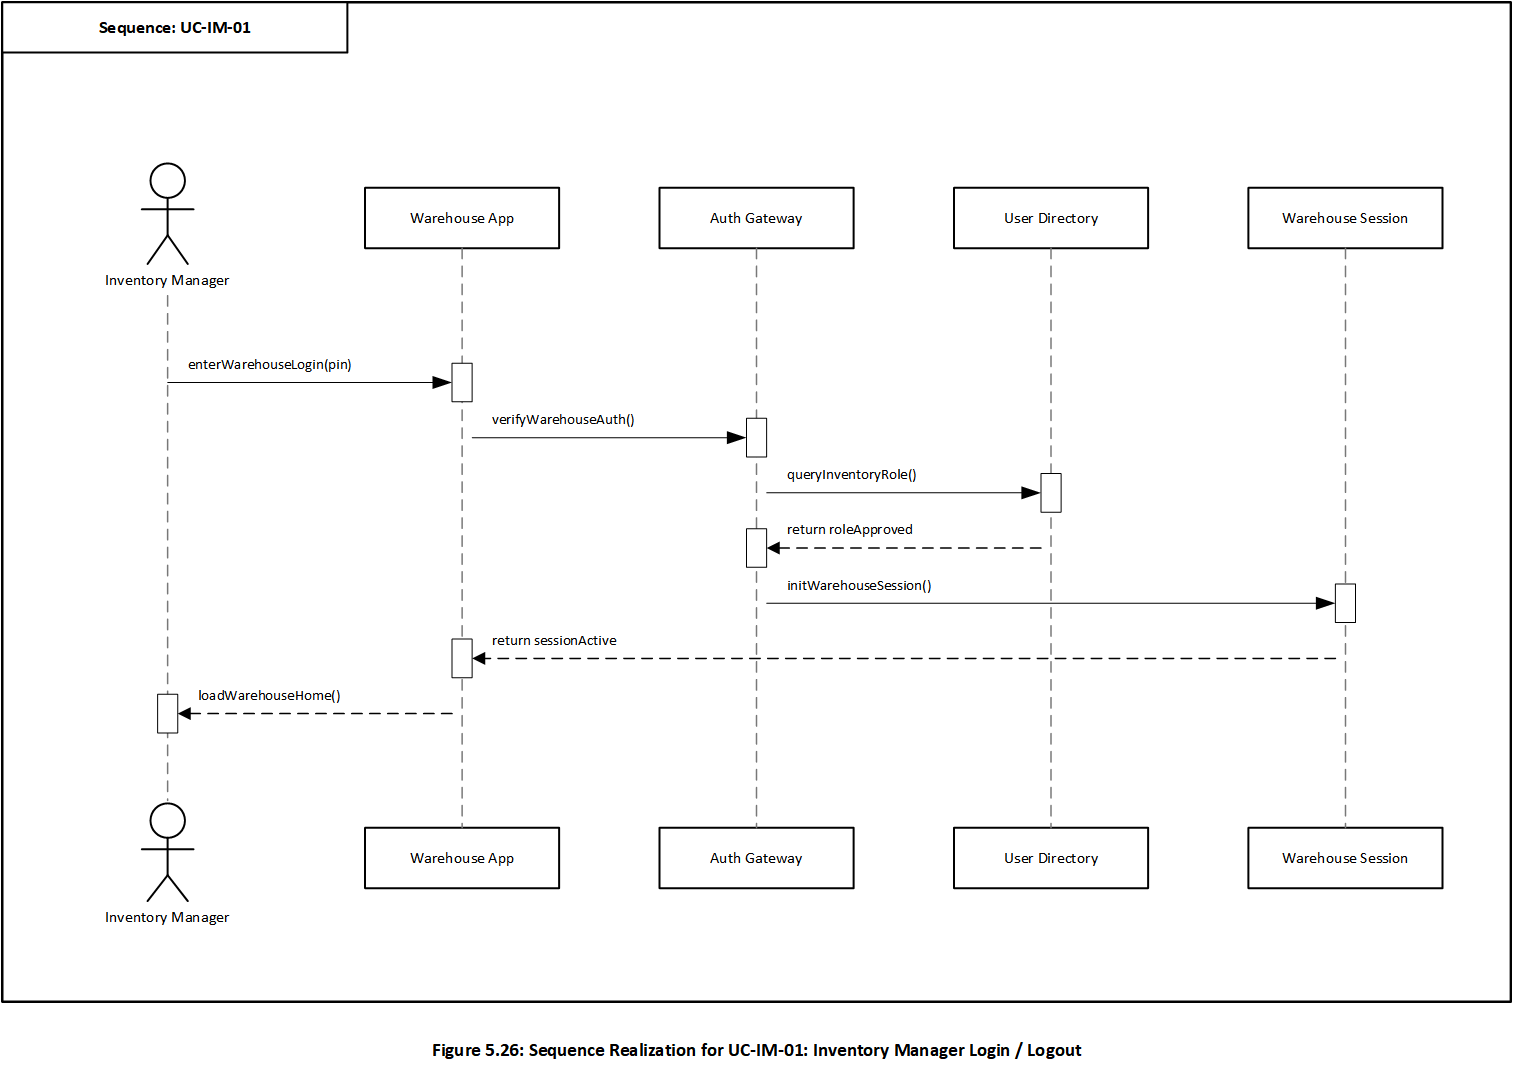 Sequence: UC-IM-01
Warehouse App
Auth Gateway
User Directory
Warehouse Session
Inventory Manager
enterWarehouseLogin(pin)
verifyWarehouseAuth()
queryInventoryRole()
return roleApproved
initWarehouseSession()
return sessionActive
loadWarehouseHome()
Warehouse App
Auth Gateway
User Directory
Warehouse Session
Inventory Manager
Figure 5.26: Sequence Realization for UC-IM-01: Inventory Manager Login / Logout